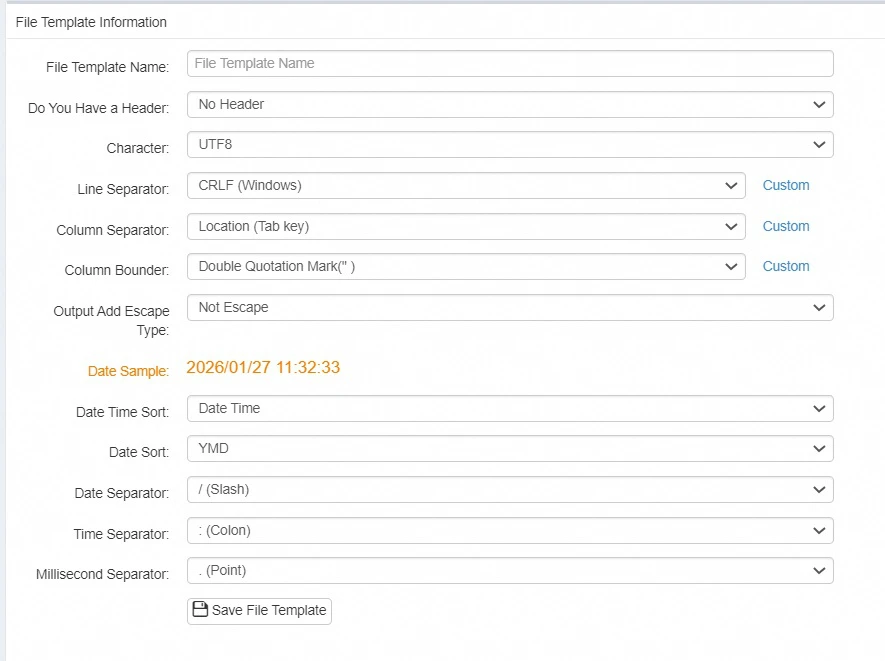 File Template Information
File Template Name: File Template Name
Do You Have a Header: No Header
Character: UTF8
Line Separator: CRLF (Windows) Custom
Column Separator: Location (Tab key) Custom
Column Bounder: Double Quotation Mark(" ) Custom
Output Add Escape Type: Not Escape
Date Sample: 2026/01/27 11:32:33
Date Time Sort: Date Time
Date Sort: YMD
Date Separator: / (Slash)
Time Separator: : (Colon)
Millisecond Separator: . (Point)
Save File Template